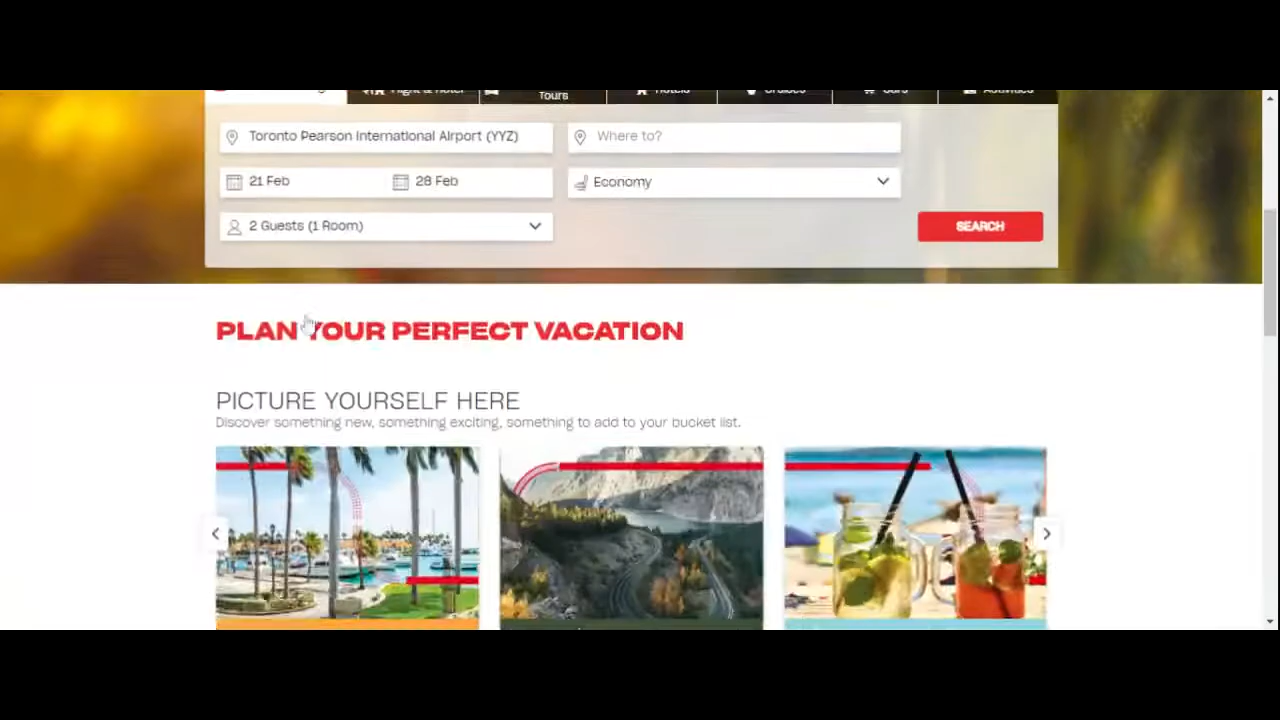 Tours
Toronto Pearson International Airport (YYZ)
Where to?
21 Feb
28 Feb
Economy
2 Guests (1 Room)
SEARCH
PLAN YOUR PERFECT VACATION
PICTURE YOURSELF HERE
Discover something new, something exciting, something to add to your bucket list.